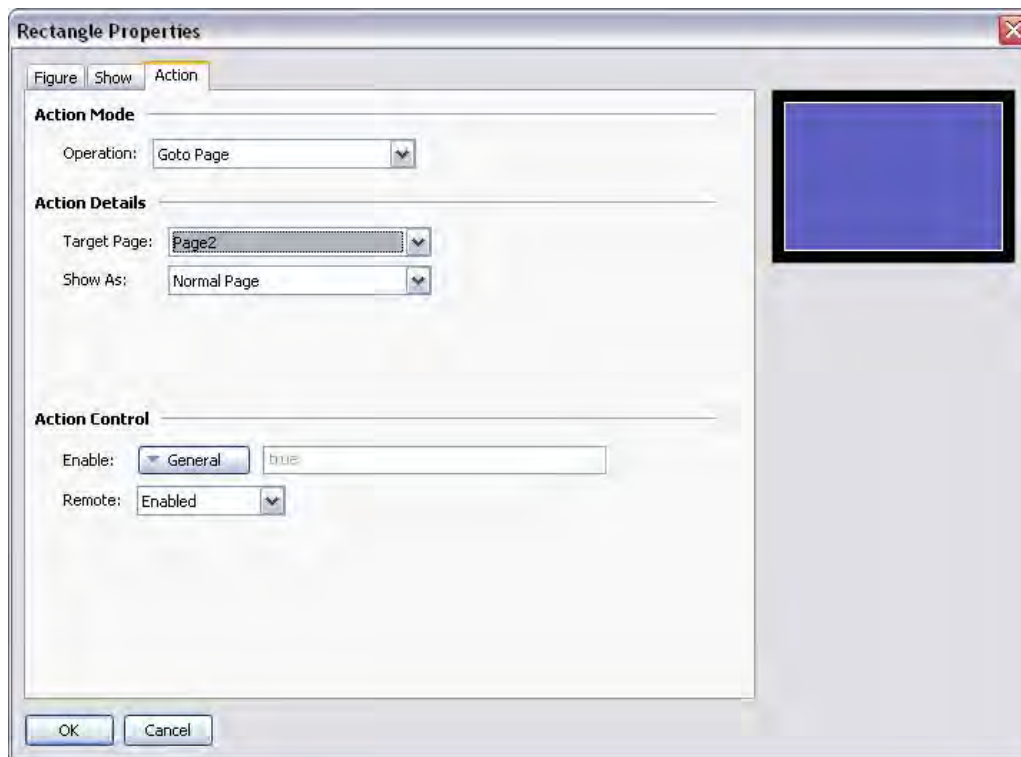 Rectangle Properties
Figure Show Action
Action Mode
Operation: Goto Page
Action Details
Target Page: Page2
Show As: Normal Page
Action Control
Enable: General true
Remote: Enabled
OK Cancel